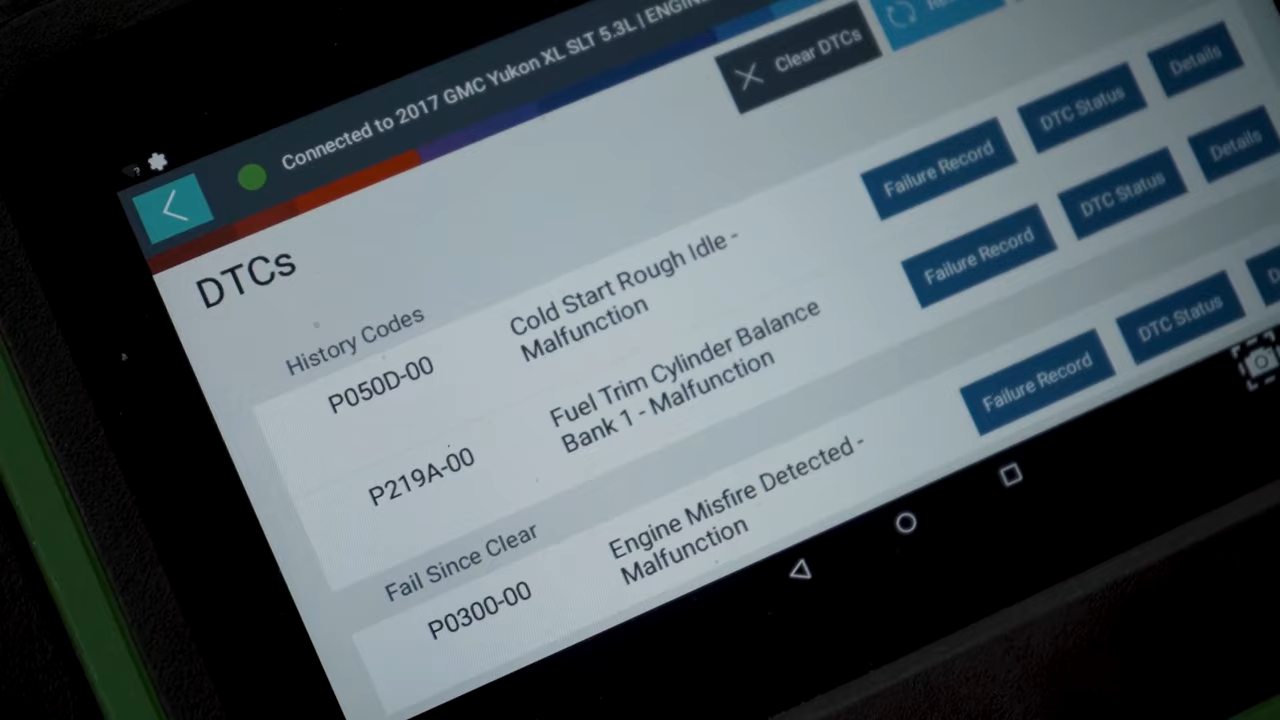 Connected to 2017 GMC Yukon XL SLT 5.3L |
Clear DTCs
DTCs
History Codes
P050D-00
Cold Start Rough Idle -
Malfunction
Failure Record
DTC Status
Details
P219A-00
Fuel Trim Cylinder Balance
Bank 1 - Malfunction
Failure Record
DTC Status
Details
Fail Since Clear
P0300-00
Engine Misfire Detected -
Malfunction
Failure Record
DTC Status